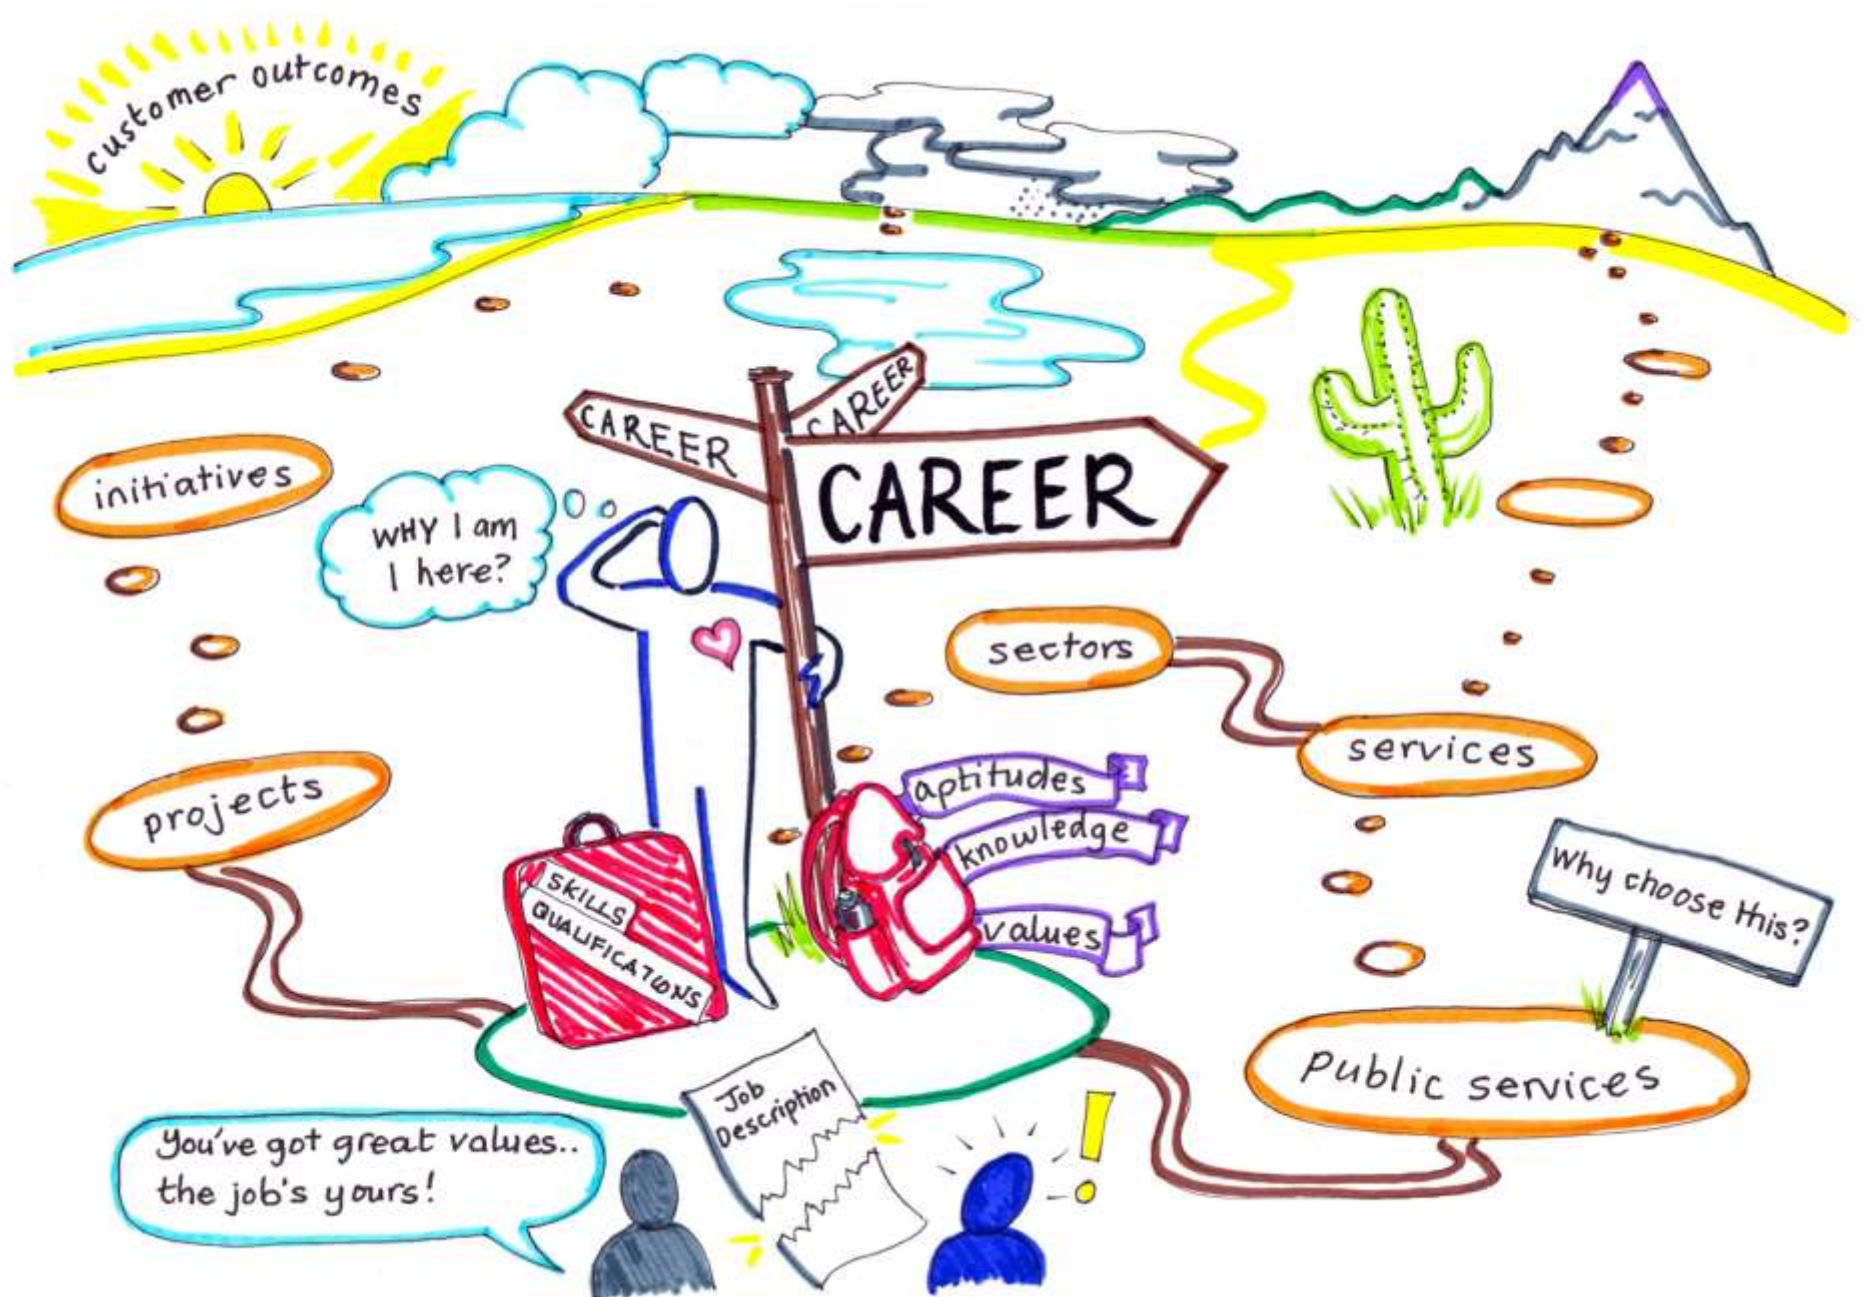 customer outcomes
CAREER
CAREER
CAREER
initiatives
WHY I am
I here?
sectors
services
projects
aptitudes
knowledge
values
SKILLS
QUALIFICATIONS
Why choose this?
public services
Job
Description
You've got great values..
the job's yours!
!